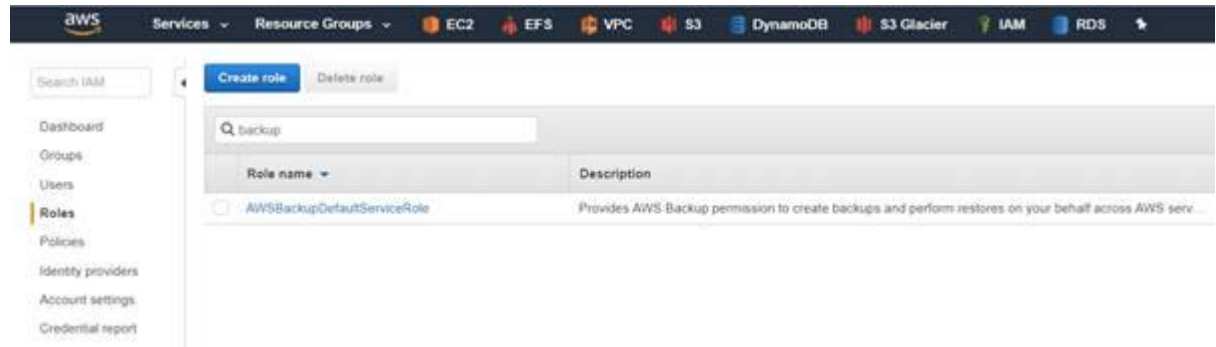 aws Services Resource Groups EC2 EFS VPC S3 DynamoDB S3 Glacier IAM RDS
Search IAM
Create role Delete role
Dashboard
Groups
Users
Roles
Policies
Identity providers
Account settings
Credential report
backup
Role name Description
AWSBackupDefaultServiceRole Provides AWS Backup permission to create backups and perform restores on your behalf across AWS serv...